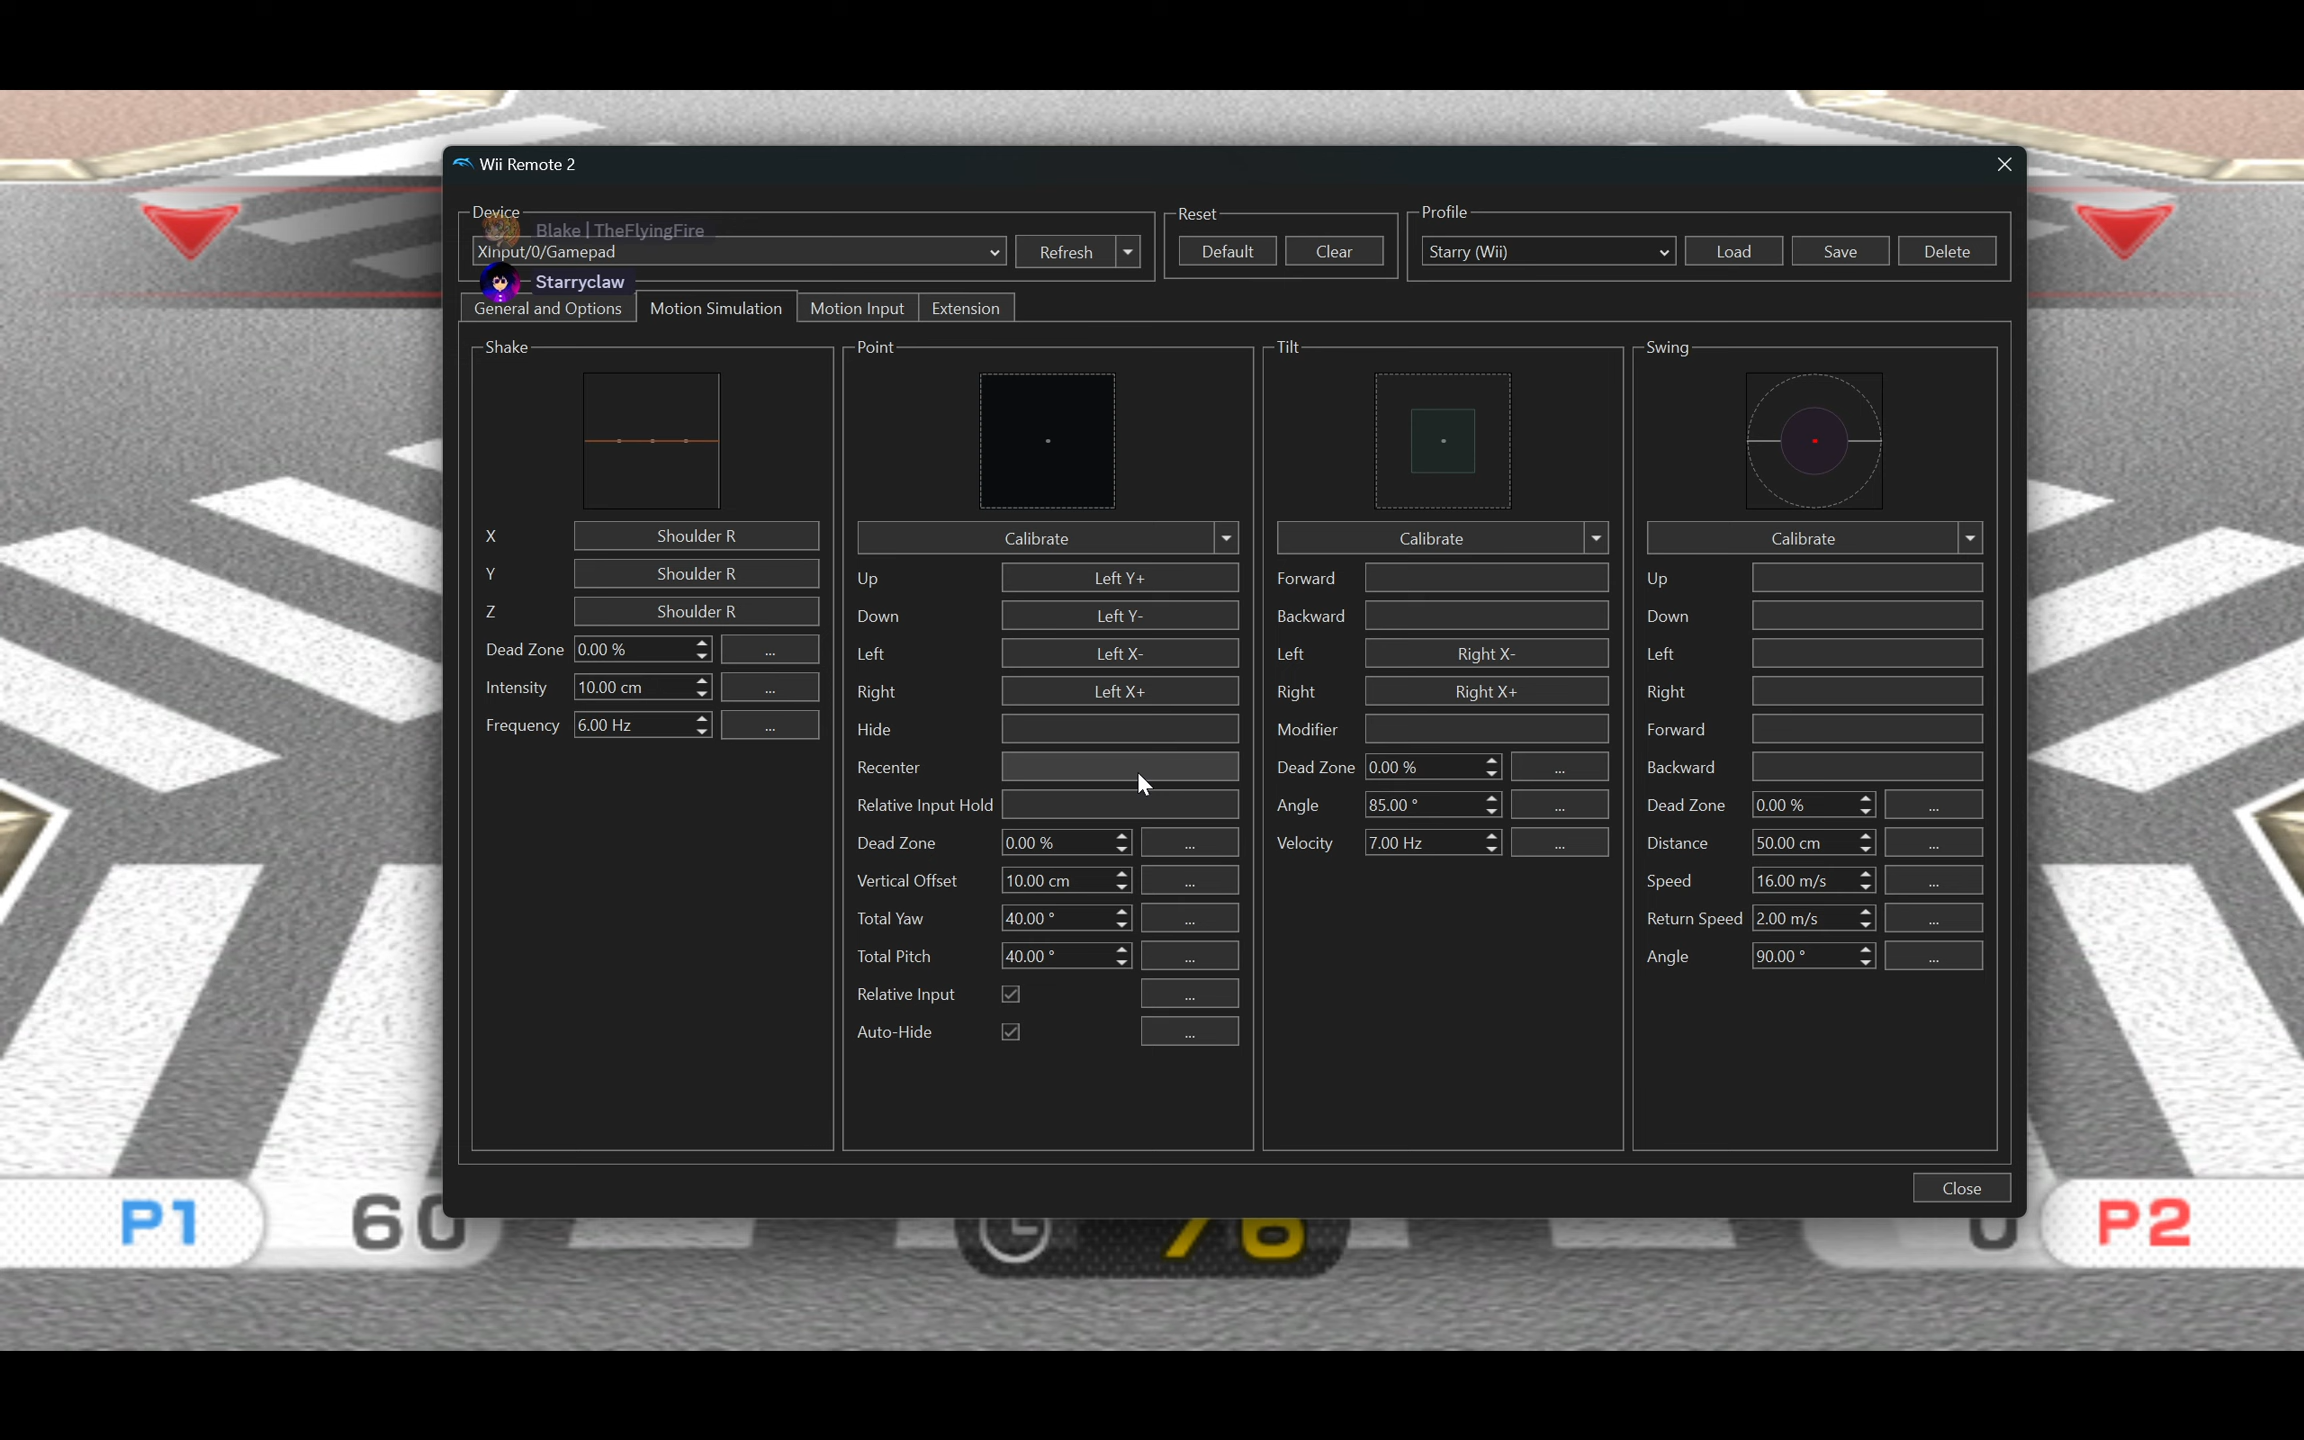 Wii Remote 2
Device
Blake | TheFlyingFire
XInput/0/Gamepad
Refresh
Starryclaw
Reset
Default
Clear
Profile
Starry (Wii)
Load
Save
Delete
General and Options
Motion Simulation
Motion Input
Extension
Shake
X
Shoulder R
Y
Shoulder R
Z
Shoulder R
Dead Zone
0.00 %
...
Intensity
10.00 cm
...
Frequency
6.00 Hz
...
Point
Calibrate
Up
Left Y+
Down
Left Y-
Left
Left X-
Right
Left X+
Hide
Recenter
Relative Input Hold
Dead Zone
0.00 %
...
Vertical Offset
10.00 cm
...
Total Yaw
40.00 °
...
Total Pitch
40.00 °
...
Relative Input
...
Auto-Hide
...
Tilt
Calibrate
Forward
Backward
Left
Right X-
Right
Right X+
Modifier
Dead Zone
0.00 %
...
Angle
85.00 °
...
Velocity
7.00 Hz
...
Swing
Calibrate
Up
Down
Left
Right
Forward
Backward
Dead Zone
0.00 %
...
Distance
50.00 cm
...
Speed
16.00 m/s
...
Return Speed
2.00 m/s
...
Angle
90.00 °
...
Close
P1
60
76
0
P2